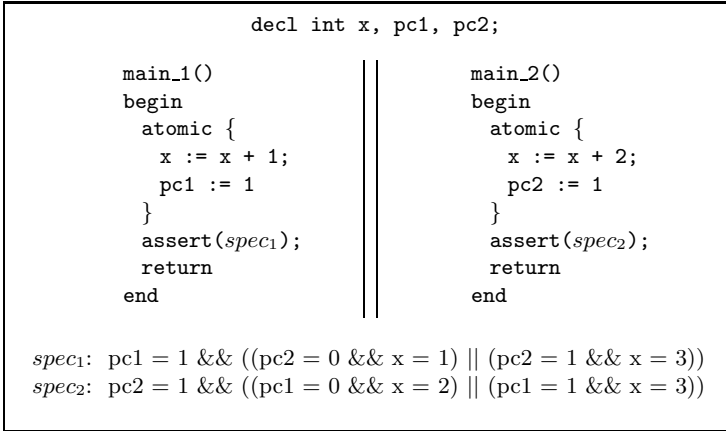 decl int x, pc1, pc2;
main_1() main_2()
begin begin
atomic { atomic {
x := x + 1; x := x + 2;
pc1 := 1 pc2 := 1
} }
assert(spec₁); assert(spec₂);
return return
end end
spec₁: pc1 = 1 && ((pc2 = 0 && x = 1) || (pc2 = 1 && x = 3))
spec₂: pc2 = 1 && ((pc1 = 0 && x = 2) || (pc1 = 1 && x = 3))